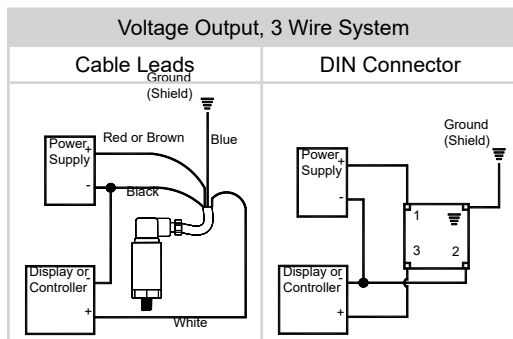 Voltage Output, 3 Wire System
Cable Leads
DIN Connector
Ground
(Shield)
Red or Brown
Blue
Power
Supply
+
-
Black
Display or
Controller
-
+
White
Ground
(Shield)
Power
Supply
+
-
1
3
2
Display or
Controller
-
+